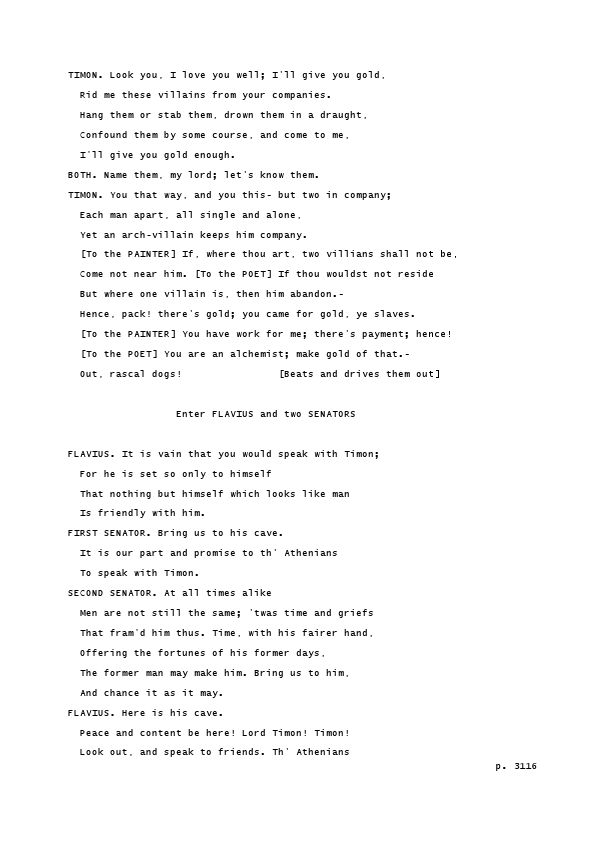 TIMON. Look you, I love you well; I'll give you gold,
Rid me these villains from your companies.
Hang them or stab them, drown them in a draught,
Confound them by some course, and come to me,
I'll give you gold enough.
BOTH. Name them, my lord; let's know them.
TIMON. You that way, and you this- but two in company;
Each man apart, all single and alone,
Yet an arch-villain keeps him company.
[To the PAINTER] If, where thou art, two villians shall not be,
Come not near him. [To the POET] If thou wouldst not reside
But where one villain is, then him abandon.-
Hence, pack! there's gold; you came for gold, ye slaves.
[To the PAINTER] You have work for me; there's payment; hence!
[To the POET] You are an alchemist; make gold of that.-
Out, rascal dogs! [Beats and drives them out]
Enter FLAVIUS and two SENATORS
FLAVIUS. It is vain that you would speak with Timon;
For he is set so only to himself
That nothing but himself which looks like man
Is friendly with him.
FIRST SENATOR. Bring us to his cave.
It is our part and promise to th' Athenians
To speak with Timon.
SECOND SENATOR. At all times alike
Men are not still the same; 'twas time and griefs
That fram'd him thus. Time, with his fairer hand,
Offering the fortunes of his former days,
The former man may make him. Bring us to him,
And chance it as it may.
FLAVIUS. Here is his cave.
Peace and content be here! Lord Timon! Timon!
Look out, and speak to friends. Th' Athenians
p. 3116